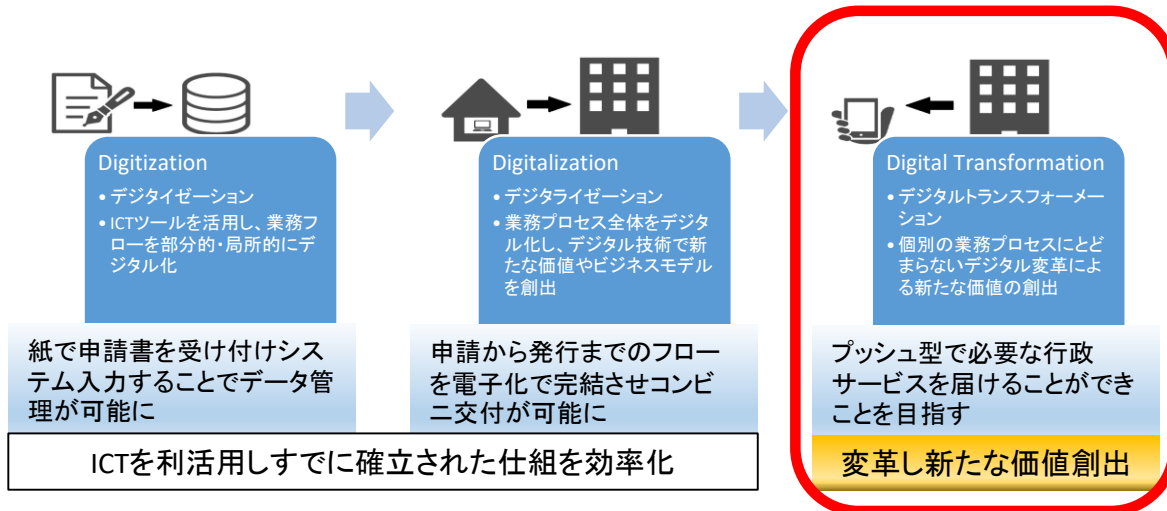 Digitization
•デジタイゼーション
•ICTツールを活用し、業務フ
ローを部分的・局所的にデ
ジタル化
Digitalization
•デジタライゼーション
•業務プロセス全体をデジタ
ル化し、デジタル技術で新
たな価値やビジネスモデル
を創出
Digital Transformation
•デジタルトランスフォーメー
ション
•個別の業務プロセスにとど
まらないデジタル変革によ
る新たな価値の創出
紙で申請書を受け付けシス
テム入力することでデータ管
理が可能に
申請から発行までのフロー
を電子化で完結させコンビ
ニ交付が可能に
プッシュ型で必要な行政
サービスを届けることができ
ことを目指す
ICTを利活用しすでに確立された仕組を効率化
変革し新たな価値創出